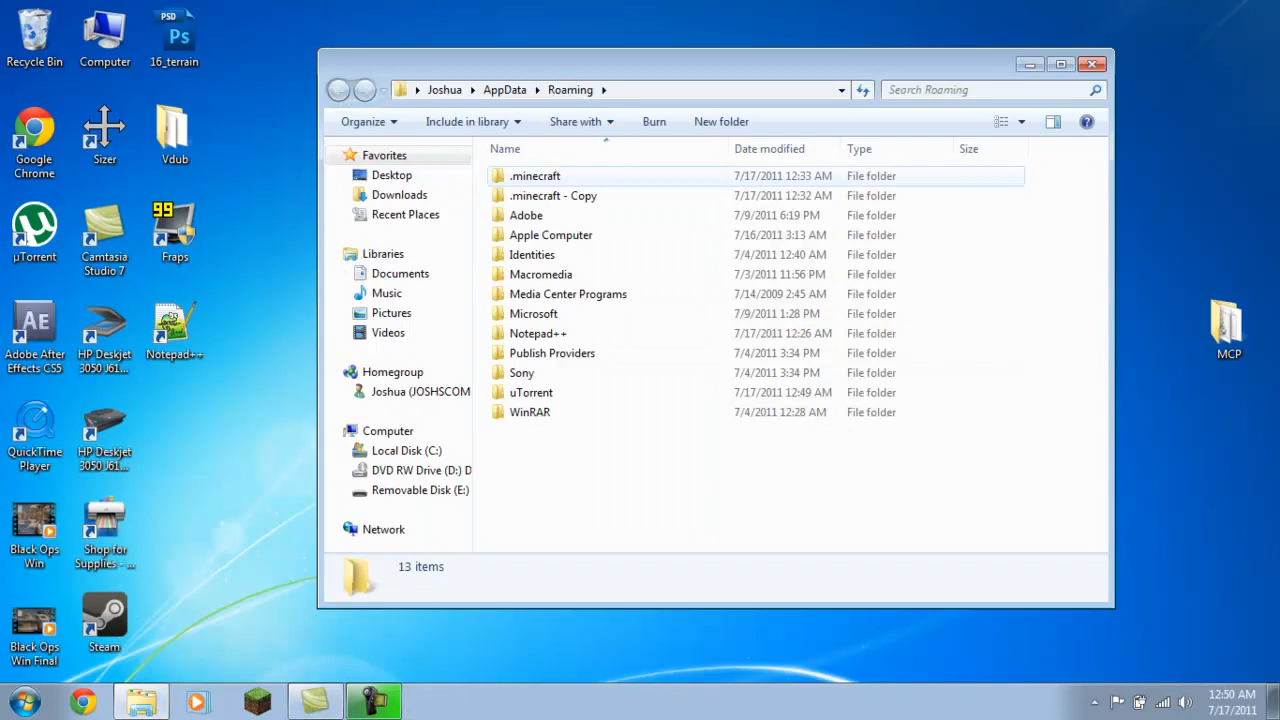 Recycle Bin
Computer
PSD
Ps
16_terrain
Google
Chrome
Sizer
Vdub
µTorrent
Camtasia
Studio 7
99
Fraps
AE
Adobe After
Effects CS5
HP Deskjet
3050 J61...
Notepad++
QuickTime
Player
HP Deskjet
3050 J61...
Black Ops
Win
Shop for
Supplies - ...
Black Ops
Win Final
Steam
MCP
Joshua
AppData
Roaming
Search Roaming
Organize
Include in library
Share with
Burn
New folder
Favorites
Desktop
Downloads
Recent Places
Libraries
Documents
Music
Pictures
Videos
Homegroup
Joshua (JOSHSCOM
Computer
Local Disk (C:)
DVD RW Drive (D:) D
Removable Disk (E:)
Network
Name Date modified Type Size
.minecraft 7/17/2011 12:33 AM File folder
.minecraft - Copy 7/17/2011 12:32 AM File folder
Adobe 7/9/2011 6:19 PM File folder
Apple Computer 7/16/2011 3:13 AM File folder
Identities 7/4/2011 12:40 AM File folder
Macromedia 7/3/2011 11:56 PM File folder
Media Center Programs 7/14/2009 2:45 AM File folder
Microsoft 7/9/2011 1:28 PM File folder
Notepad++ 7/17/2011 12:26 AM File folder
Publish Providers 7/4/2011 3:34 PM File folder
Sony 7/4/2011 3:34 PM File folder
uTorrent 7/17/2011 12:49 AM File folder
WinRAR 7/4/2011 12:28 AM File folder
13 items
12:50 AM
7/17/2011